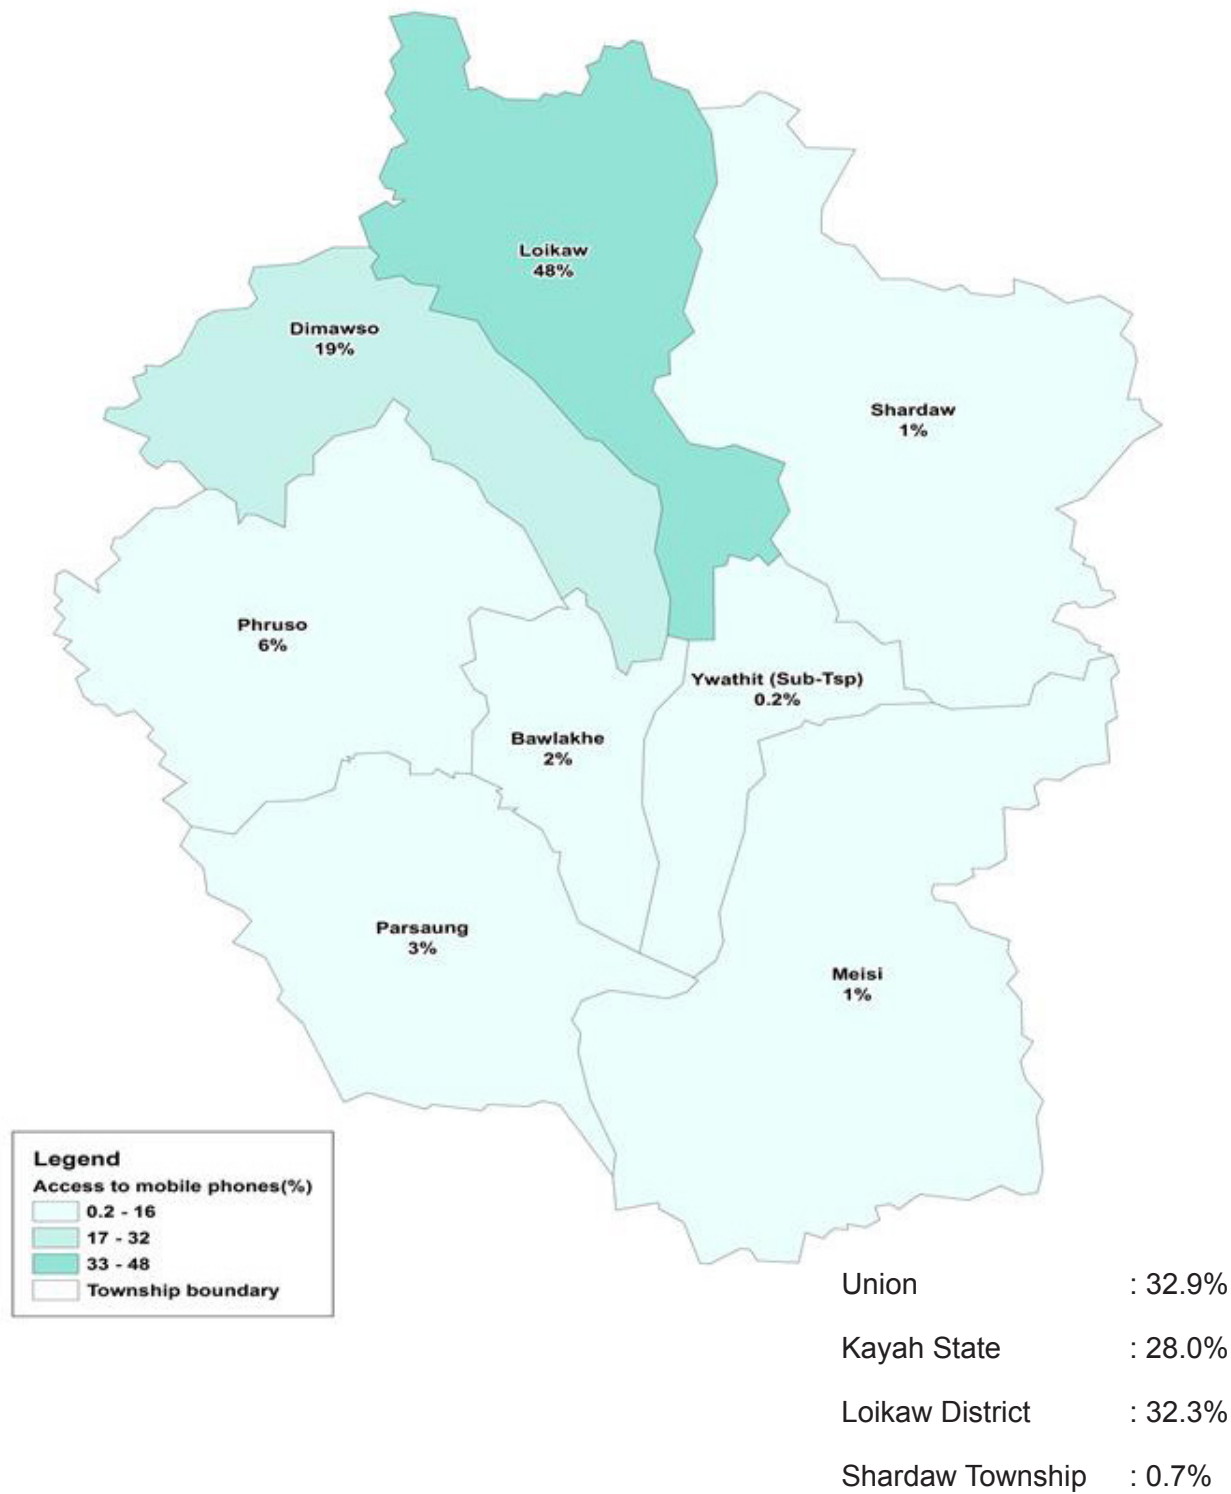 Loikaw
48%
Dimawso
19%
Shardaw
1%
Phruso
6%
Ywathit (Sub-Tsp)
0.2%
Bawlakhe
2%
Parsaung
3%
Meisi
1%
Legend
Access to mobile phones(%)
0.2 - 16
17 - 32
33 - 48
Township boundary
Union : 32.9%
Kayah State : 28.0%
Loikaw District : 32.3%
Shardaw Township : 0.7%